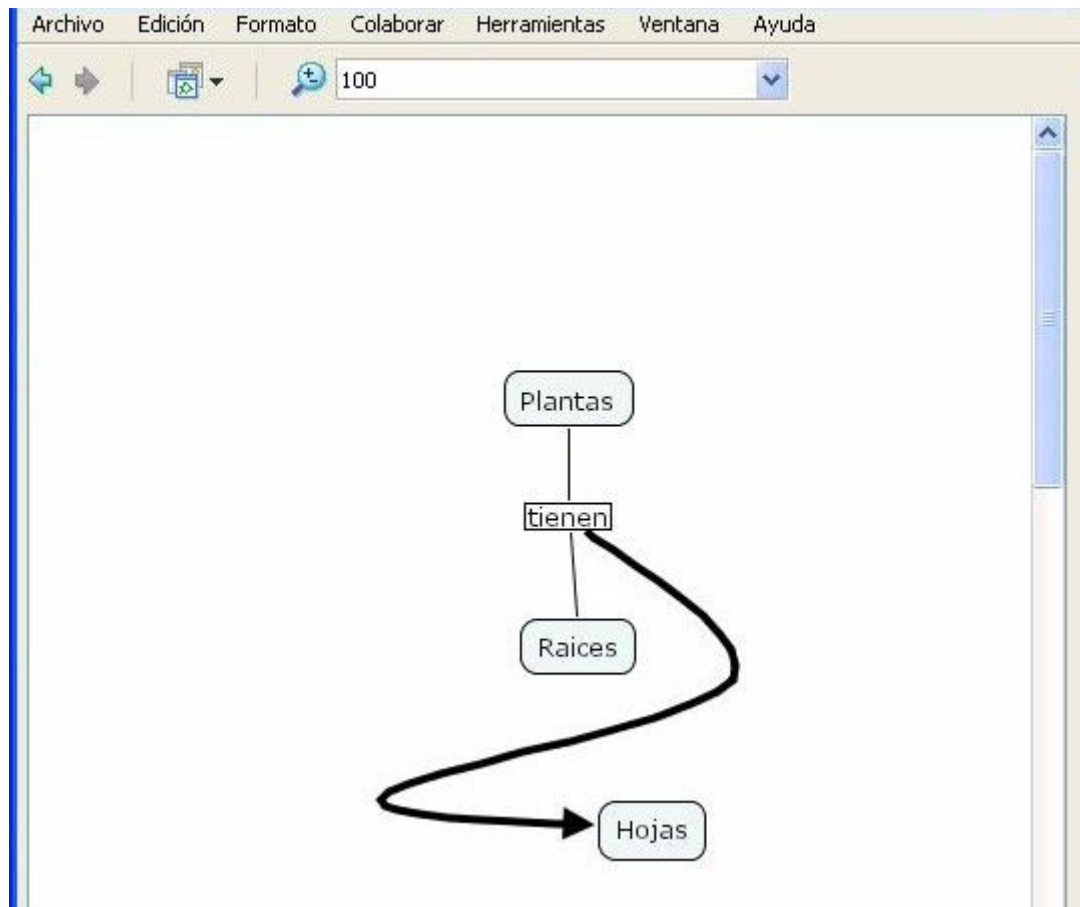 Archivo Edición Formato Colaborar Herramientas Ventana Ayuda
100
Plantas
tienen
Raices
Hojas